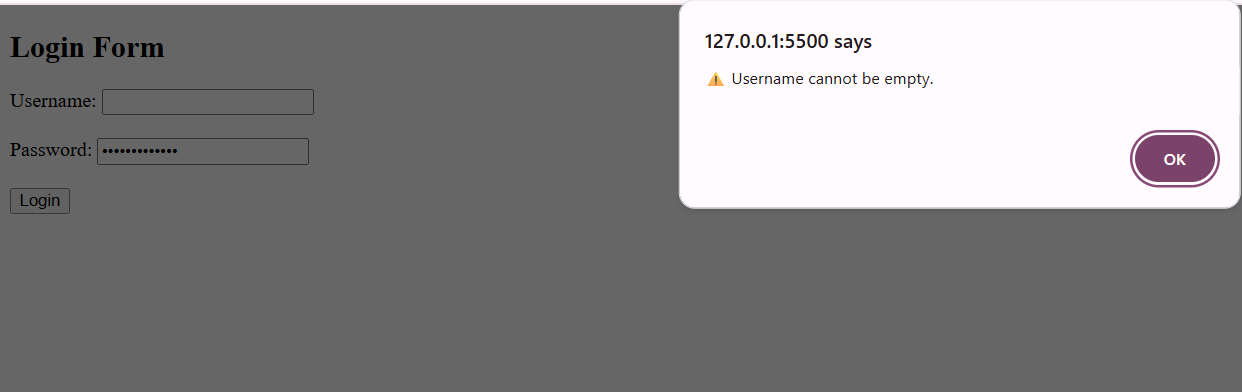 Login Form
Username:
Password: •••••••••••••
Login
127.0.0.1:5500 says
⚠️ Username cannot be empty.
OK